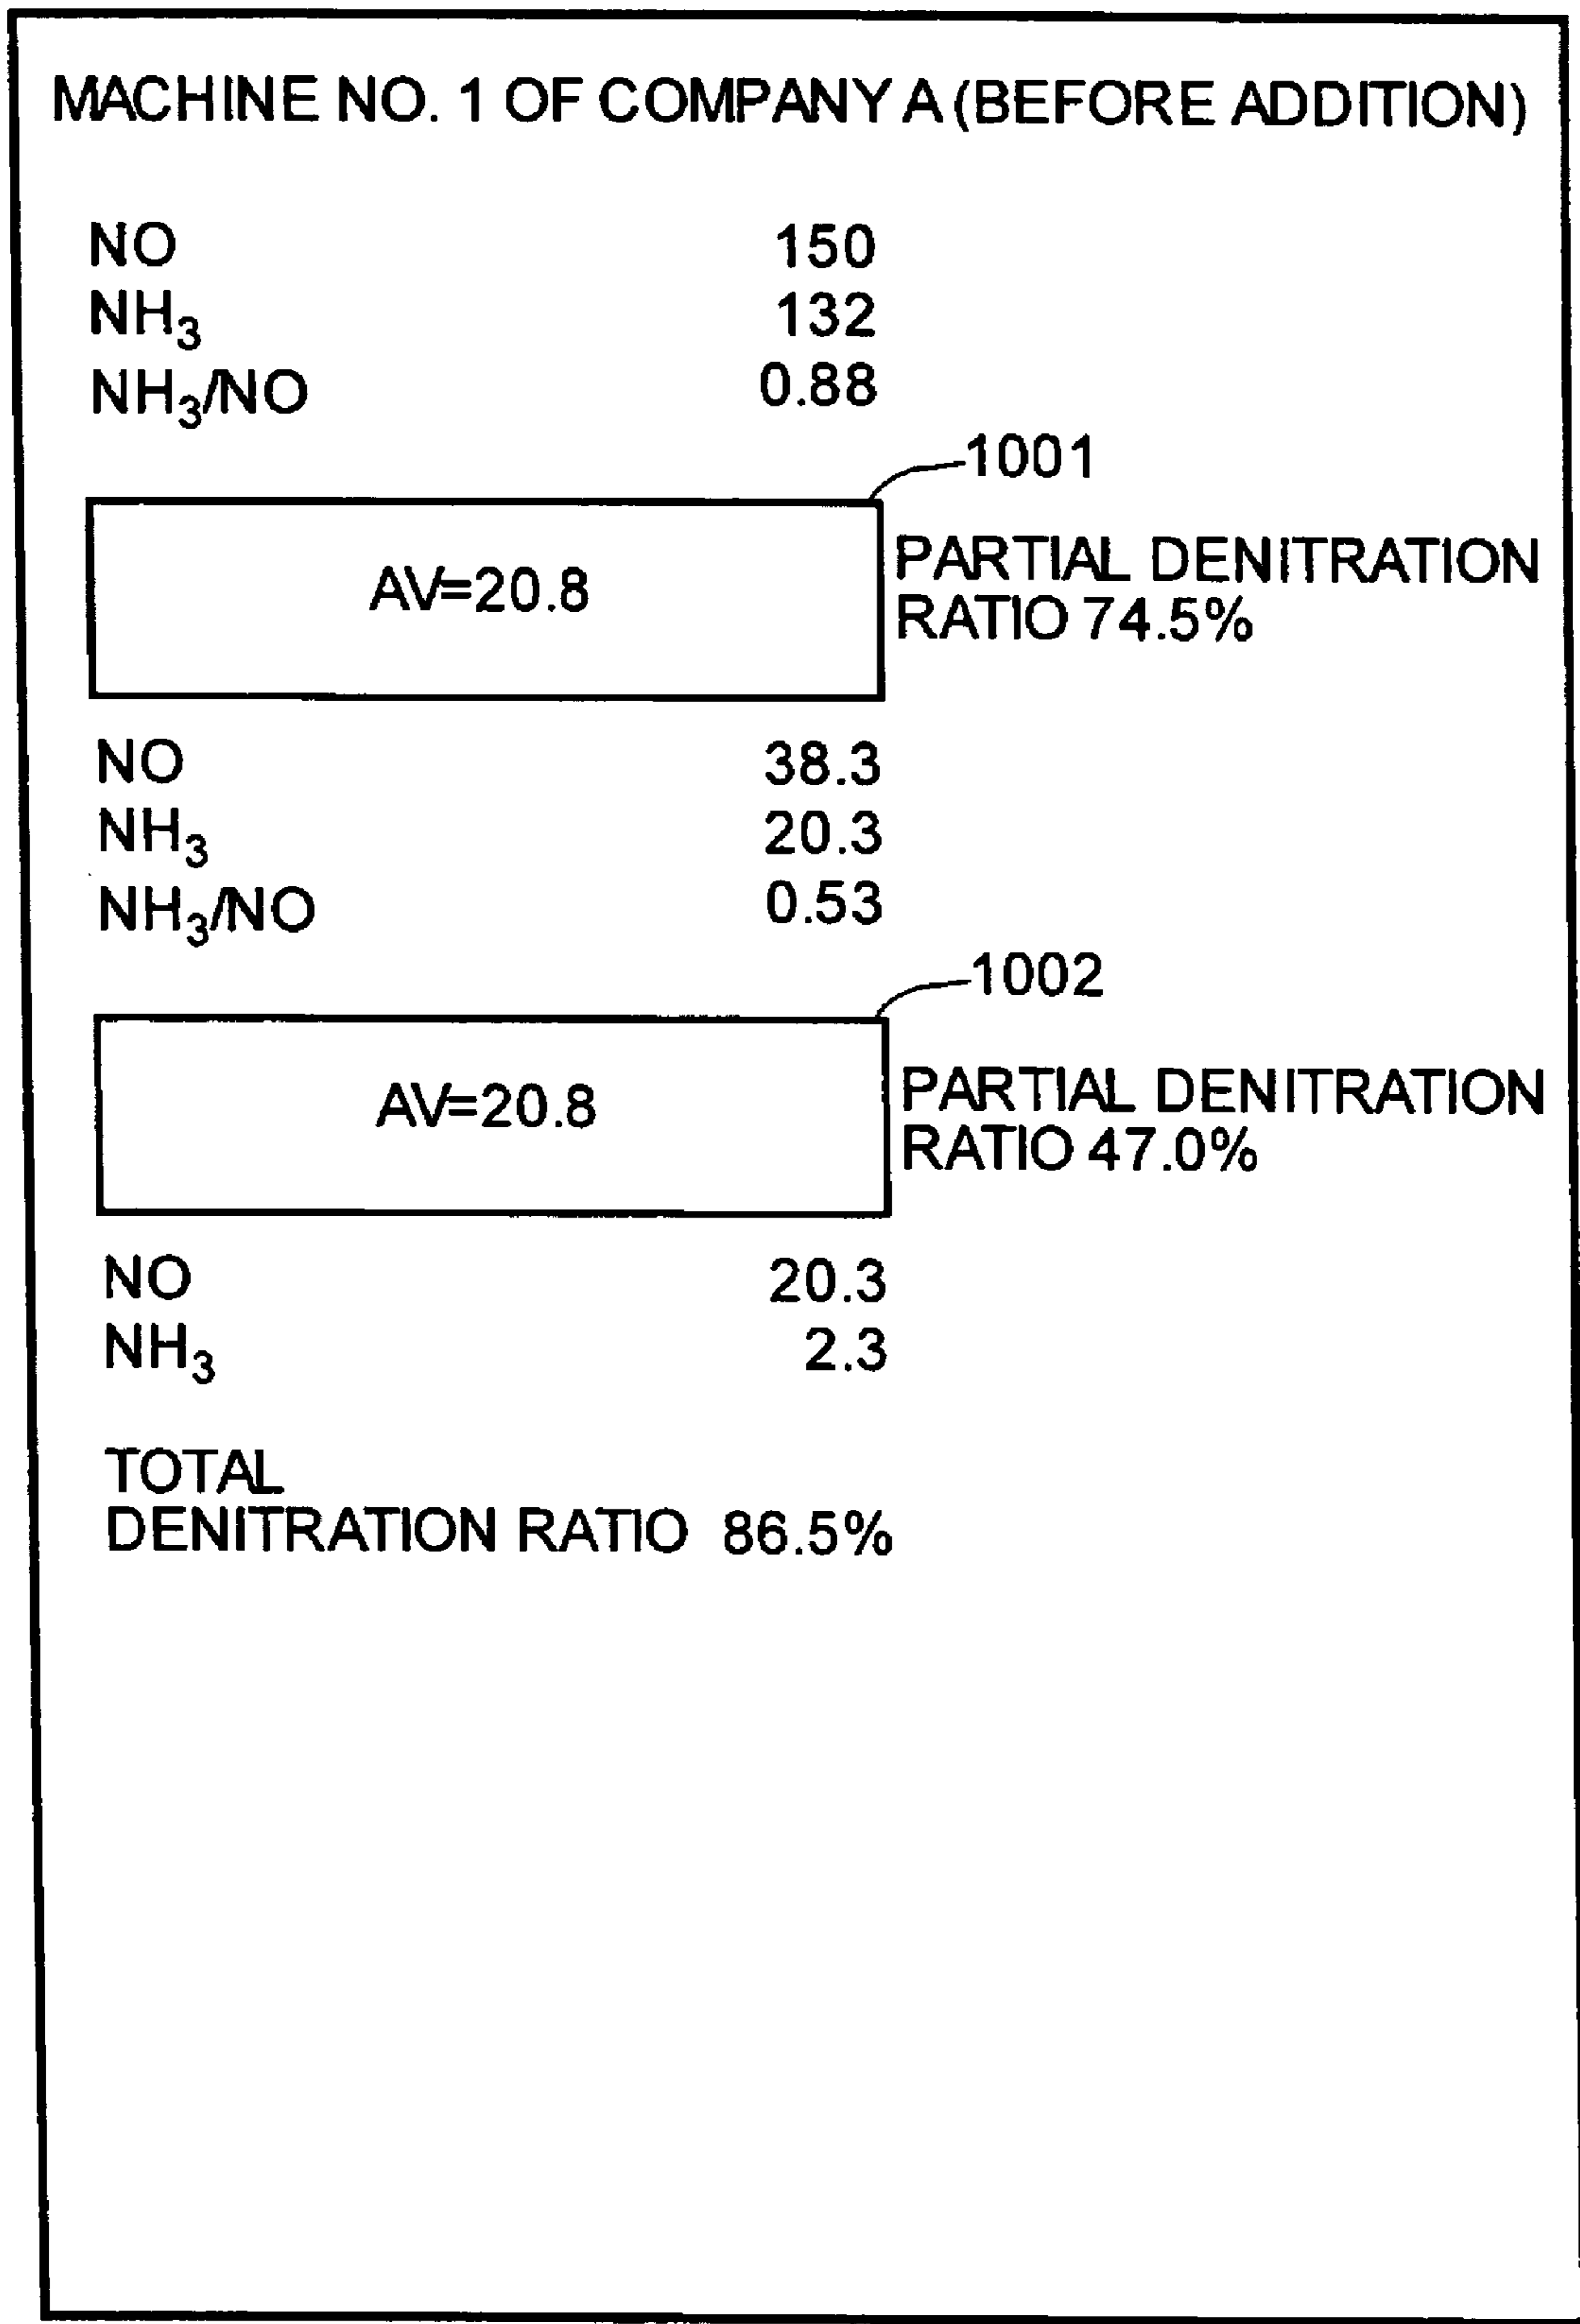 MACHINE NO. 1 OF COMPANY A (BEFORE ADDITION)
NO 150
NH3 132
NH3/NO 0.88
1001
AV=20.8
PARTIAL DENITRATION
RATIO 74.5%
NO 38.3
NH3 20.3
NH3/NO 0.53
1002
AV=20.8
PARTIAL DENITRATION
RATIO 47.0%
NO 20.3
NH3 2.3
TOTAL
DENITRATION RATIO 86.5%